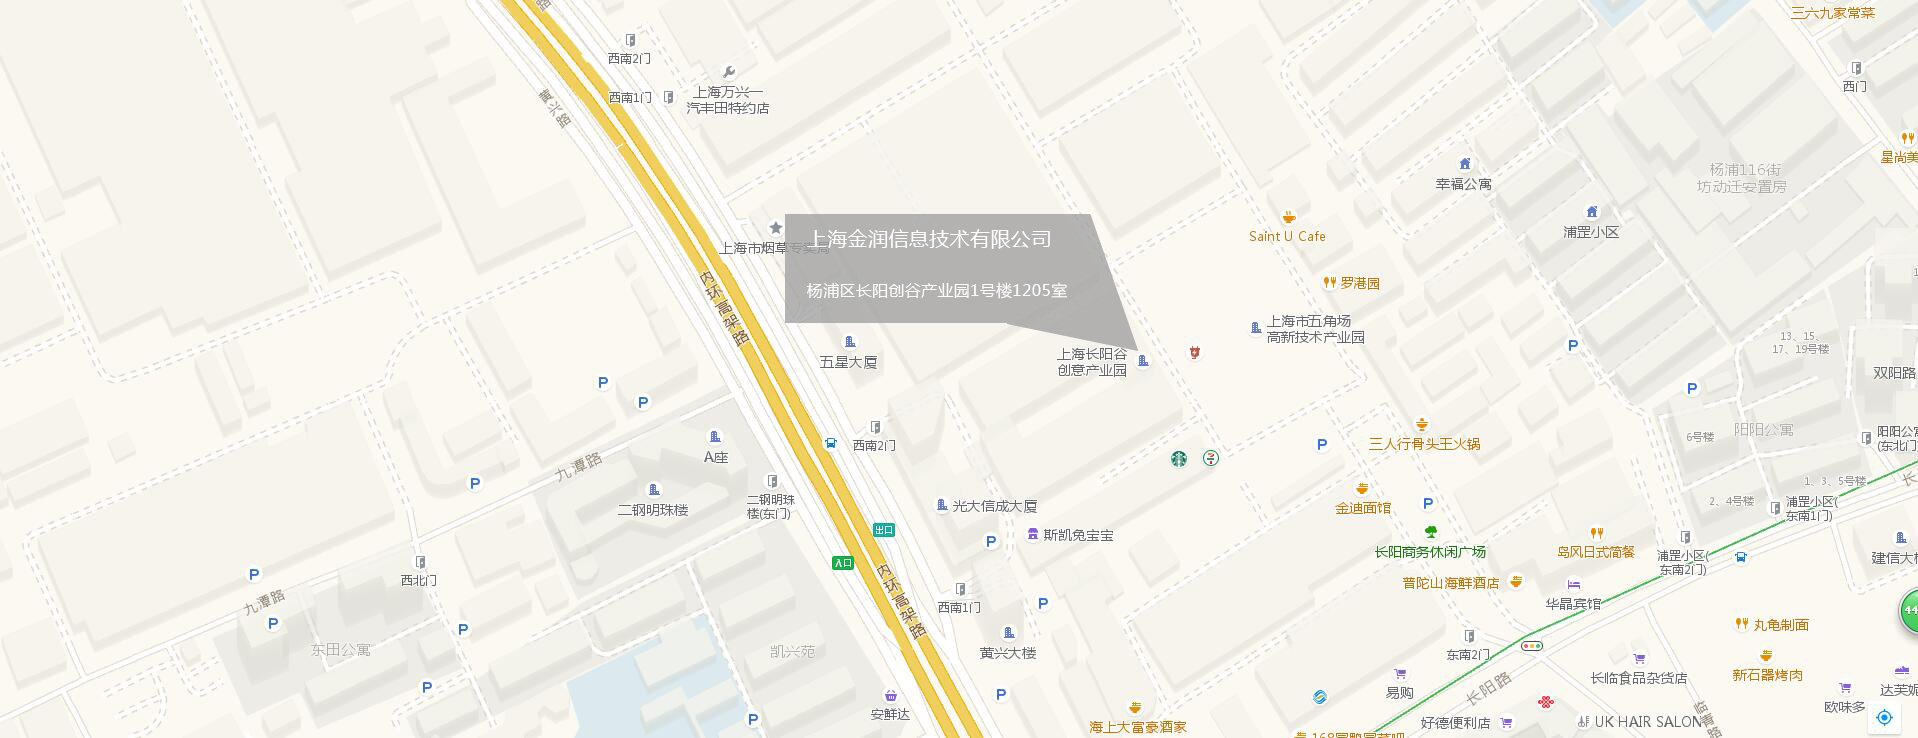 三六九家常菜
西南2门
西门
西南1门
上海万兴一
汽丰田特约店
黄兴路
星尚美
杨浦116街
坊动迁安置房
幸福公寓
浦罡小区
Saint U Cafe
上海金润信息技术有限公司
上海市烟草专卖局
杨浦区长阳创谷产业园1号楼1205室
罗港园
内环高架路
上海市五角场
高新技术产业园
13、15、
17、19号楼
五星大厦
上海长阳谷
创意产业园
双阳路
阳阳公寓
6号楼
阳阳公寓
(东北门)
三人行骨头王火锅
西南2门
A座
九潭路
二钢明珠楼
二钢明珠
楼(东门)
1、3、5号楼
2、4号楼
浦罡小区(
东南1门)
长
光大信成大厦
金迪面馆
出口
斯凯兔宝宝
长阳商务休闲广场
岛风日式简餐
浦罡小区(
东南2门)
建信大楼
入口
内环高架路
西北门
普陀山海鲜酒店
华晶宾馆
九潭路
西南1门
44
丸龟制面
东田公寓
凯兴苑
黄兴大楼
东南2门
长临食品杂货店
新石器烤肉
长阳路
易购
达芙妮
欧味多
安鲜达
海上大富豪酒家
好德便利店
UK HAIR SALON